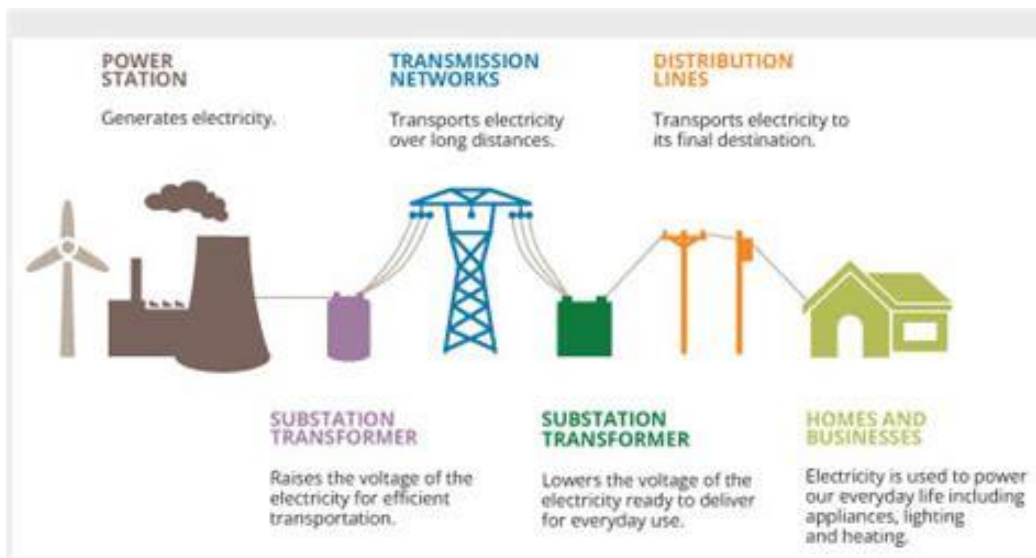 POWER
STATION
Generates electricity.
TRANSMISSION
NETWORKS
Transports electricity
over long distances.
DISTRIBUTION
LINES
Transports electricity to
its final destination.
SUBSTATION
TRANSFORMER
Raises the voltage of the
electricity for efficient
transportation.
SUBSTATION
TRANSFORMER
Lowers the voltage of the
electricity ready to deliver
for everyday use.
HOMES AND
BUSINESSES
Electricity is used to power
our everyday life including
appliances, lighting
and heating.